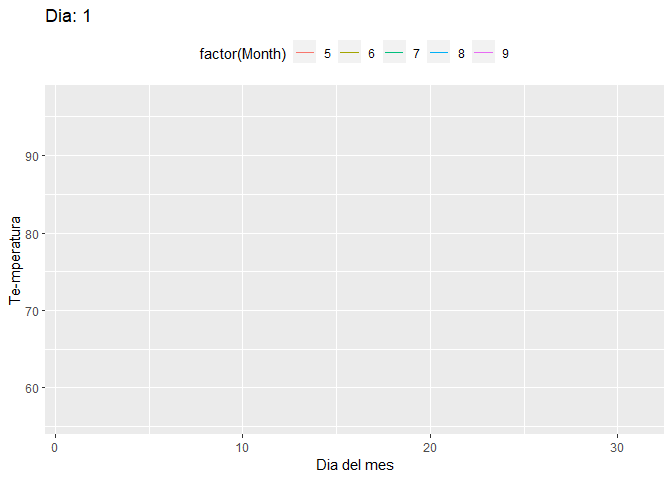 Dia: 1
factor(Month) 5 6 7 8 9
90
80
70
60
Te-mperatura
0 10 20 30
Dia del mes